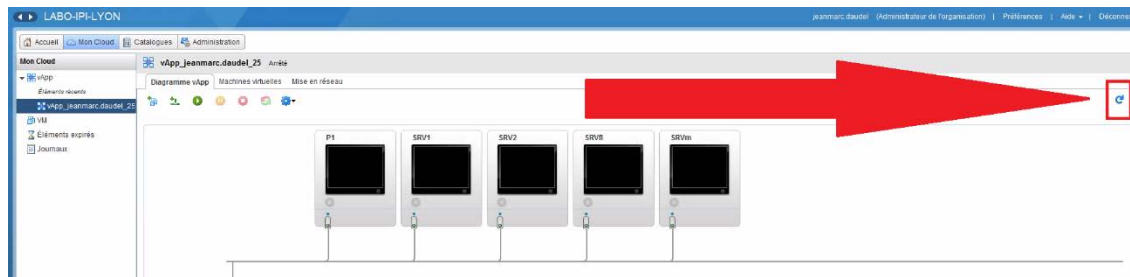 LABO-IPI-LYON
jeanmarc.daudel (Administrateur de l'organisation) | Préférences | Aide | Déconne
Accueil Mon Cloud Catalogues Administration
Mon Cloud
vApp_jeanmarc.daudel_25 Arrêté
vApp
Éléments récents
vApp_jeanmarc.daudel_25
VM
Éléments expirés
Journaux
Diagramme vApp Machines virtuelles Mise en réseau
P1 SRV1 SRV2 SRVB SRVm